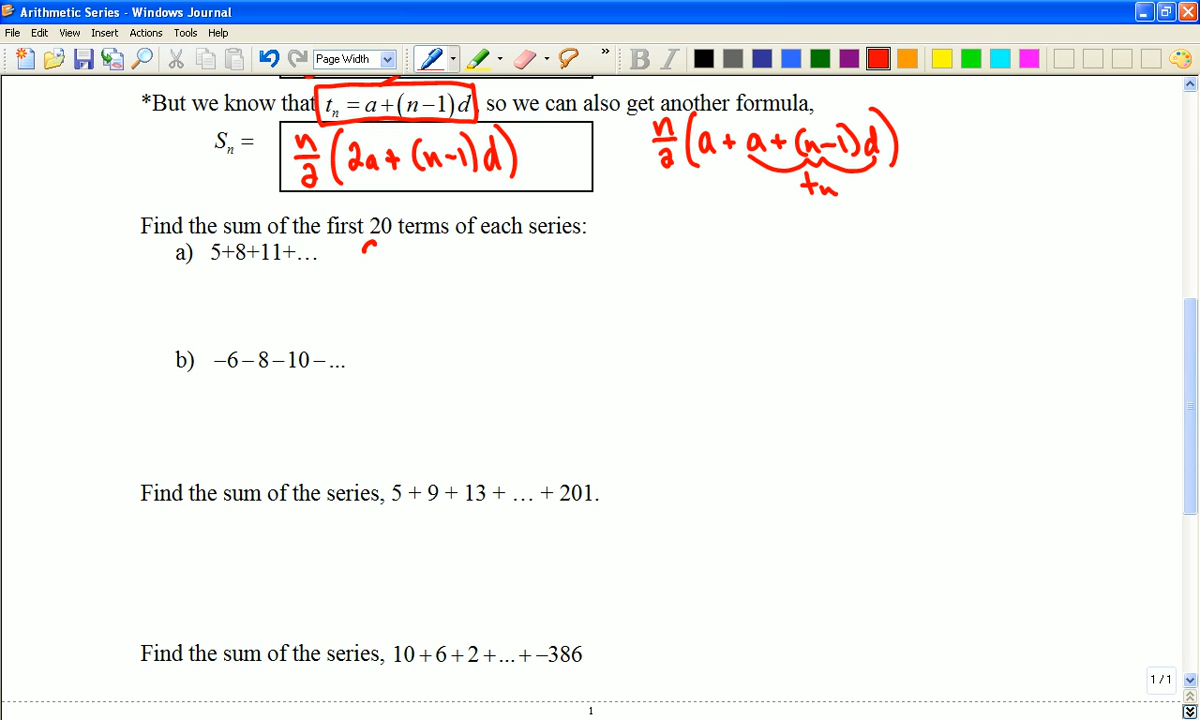 Arithmetic Series - Windows Journal
File Edit View Insert Actions Tools Help
Page Width » B I
*But we know that tₙ = a+(n−1)d, so we can also get another formula,
Sₙ = n/2 (2a+(n-1)d)
n/2 (a + a + (n-1)d)
tn
Find the sum of the first 20 terms of each series:
a) 5+8+11+…
b) −6−8−10−...
Find the sum of the series, 5 + 9 + 13 + … + 201.
Find the sum of the series, 10+6+2+...+−386
1/1
1